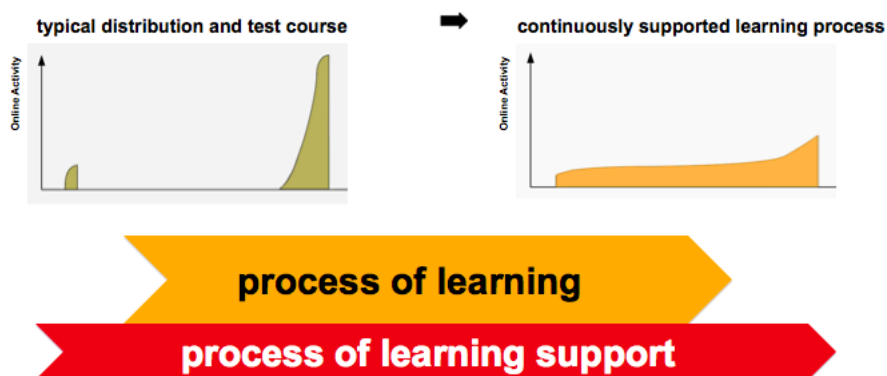 typical distribution and test course
continuously supported learning process
Online Activity
Online Activity
process of learning
process of learning support